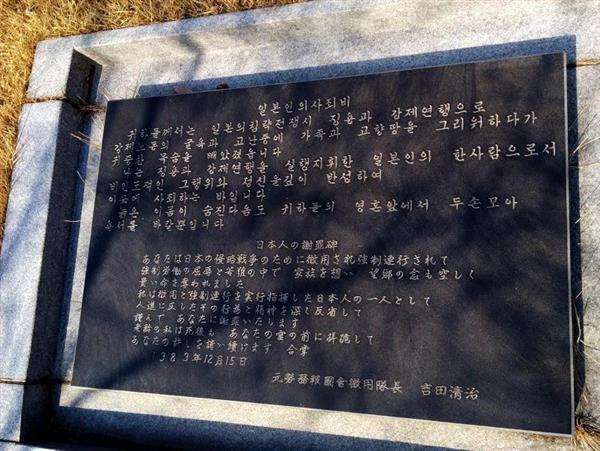 일본인의사죄비
귀하들께서는 일본의침략전쟁시 징용과 강제연행으로
강제노동의 굴욕과 고난중에 가족과 고향땅을 그리워하다가
귀중한 목숨을 빼앗겼습니다
나는 징용과 강제연행을 실행지휘한 일본인의 한사람으로서
비인도적인 그행위와 정신을깊이 반성하여
이곳에 사죄하는 바입니다
늙은 이몸이 숨진다음도 귀하들의 영혼앞에서 두손모아
용서를 바랄뿐입니다
日本人の謝罪碑
あなたは日本の侵略戦争のために徴用され強制連行されて
強制労働の屈辱と苦難の中で 家族を想い 望郷の念も空しく
貴い命を奪われました
私は徴用と強制連行を実行指揮した日本人の一人として
人道に反したその行為と精神を深く反省して
謹んで あなたに謝罪いたします
老齢の私は死後も あなたの霊の前に拝跪して
あなたの許しを請い続けます 合掌
1983年12月15日
元労務報國会徴用隊長 吉田清治